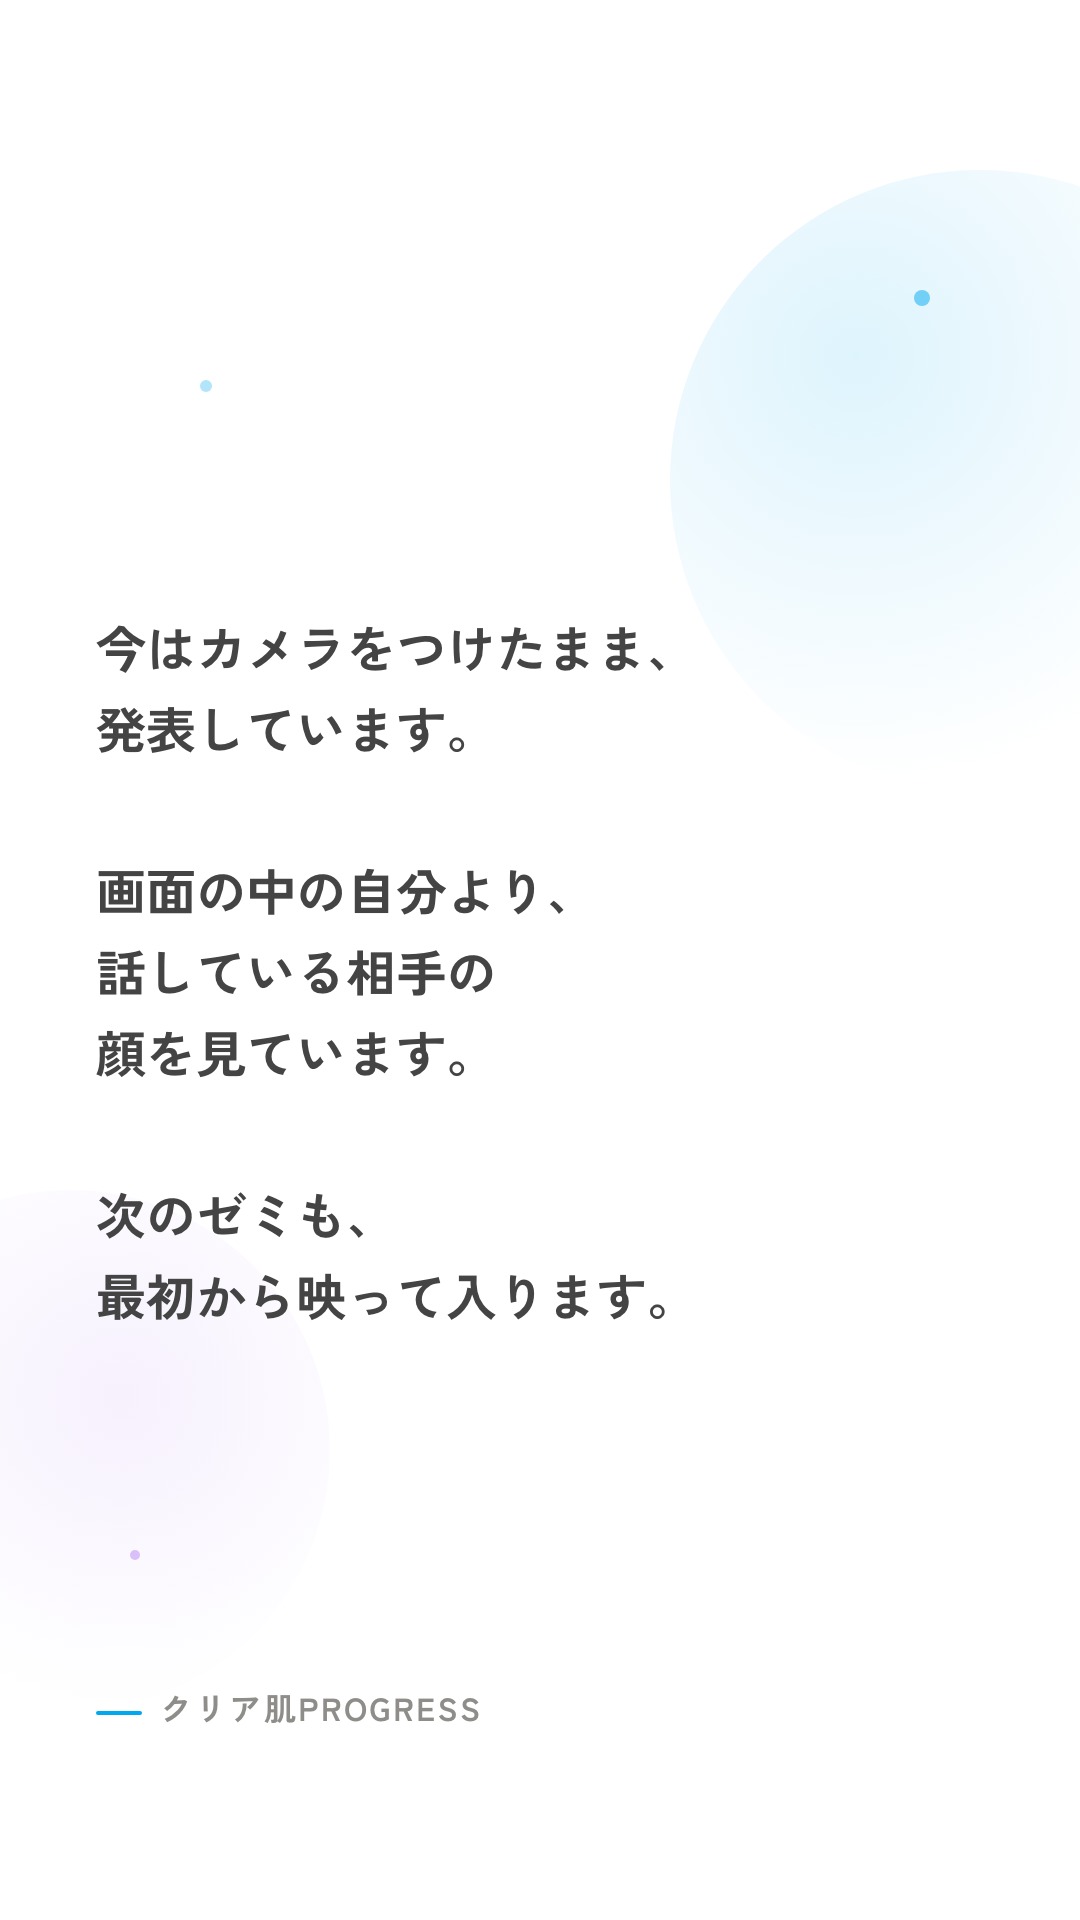 今はカメラをつけたまま、
発表しています。
画面の中の自分より、
話している相手の
顔を見ています。
次のゼミも、
最初から映って入ります。
クリア肌PROGRESS